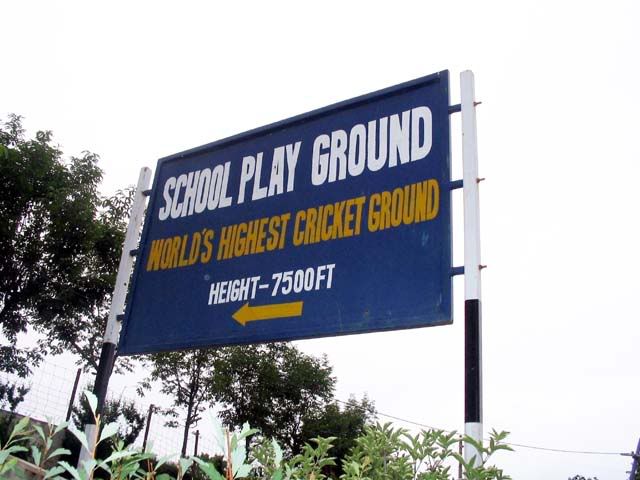 SCHOOL PLAY GROUND
WORLD'S HIGHEST CRICKET GROUND
HEIGHT-7500FT